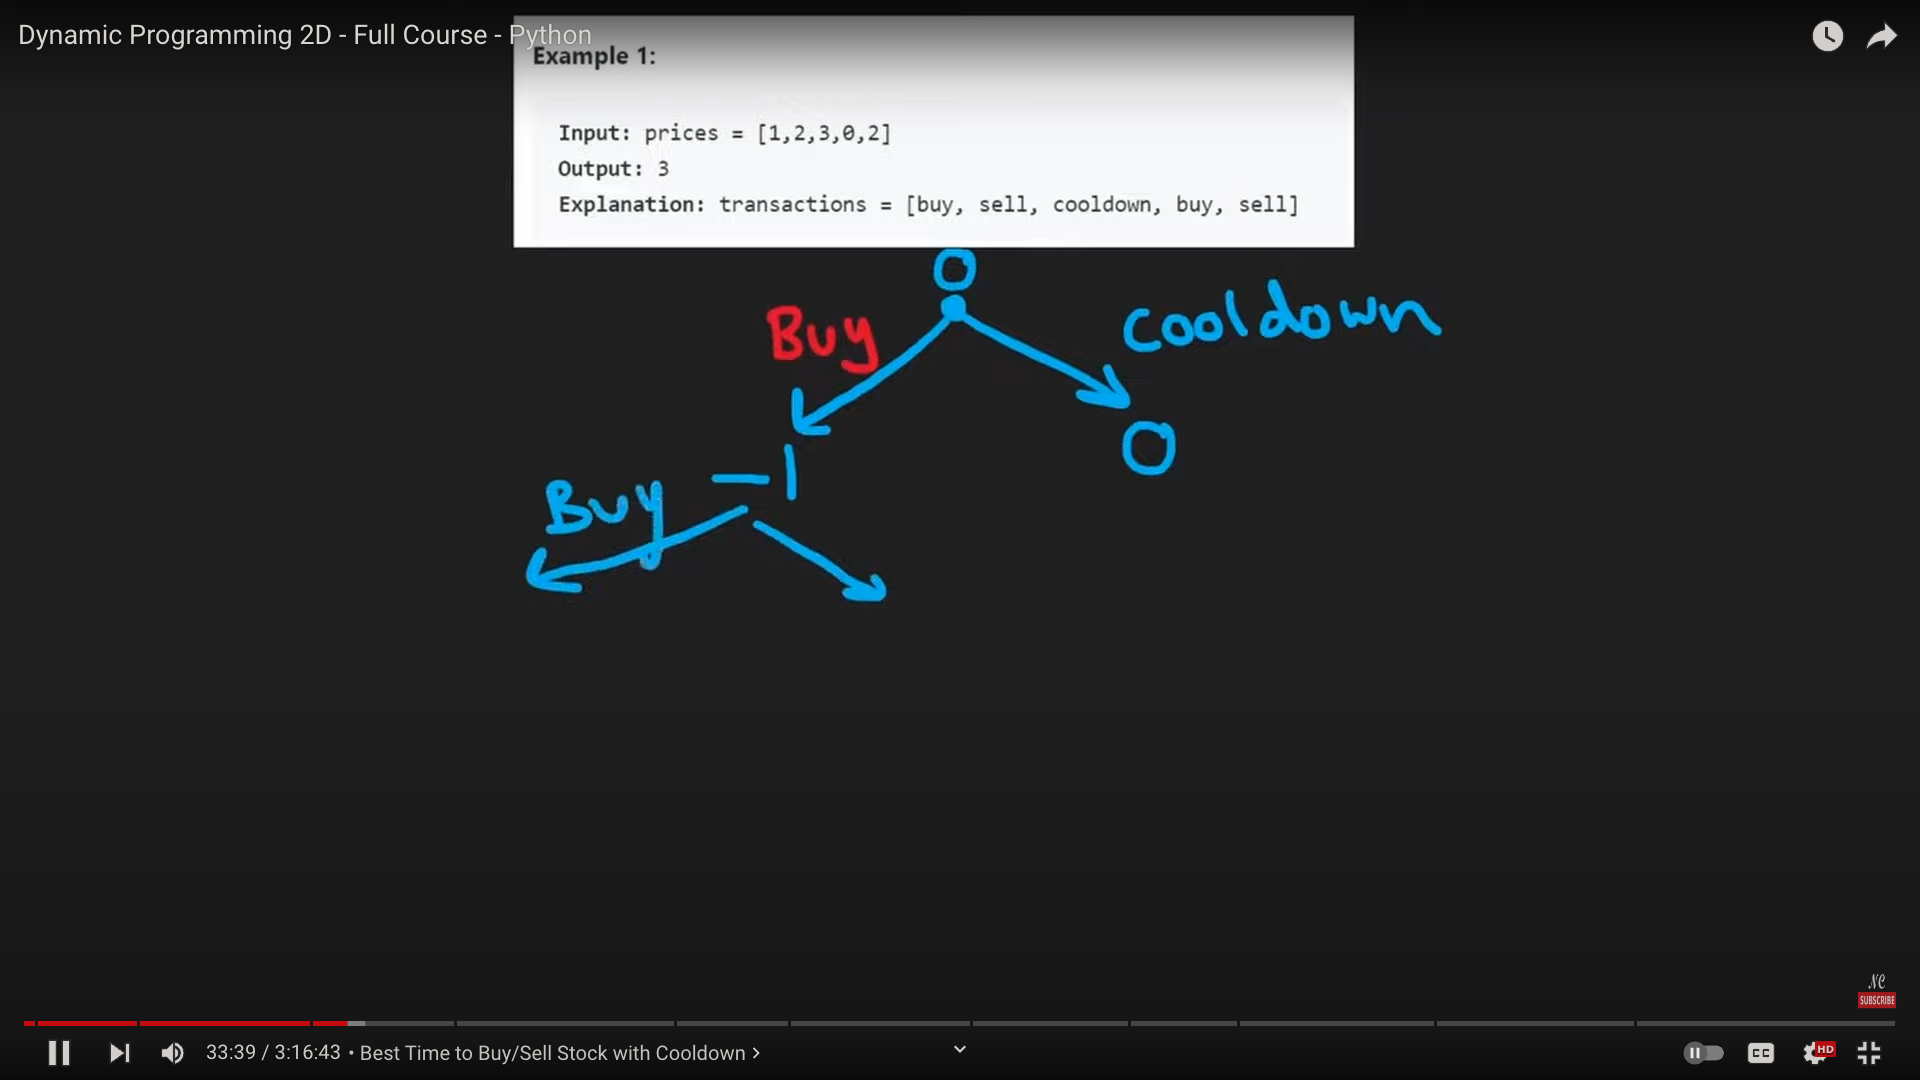 Dynamic Programming 2D - Full Course - Python
Example 1:
Input: prices = [1,2,3,0,2]
Output: 3
Explanation: transactions = [buy, sell, cooldown, buy, sell]
0
Buy
Cooldown
0
-1
Buy
NC
SUBSCRIBE
33:39 / 3:16:43 • Best Time to Buy/Sell Stock with Cooldown >
CC
HD